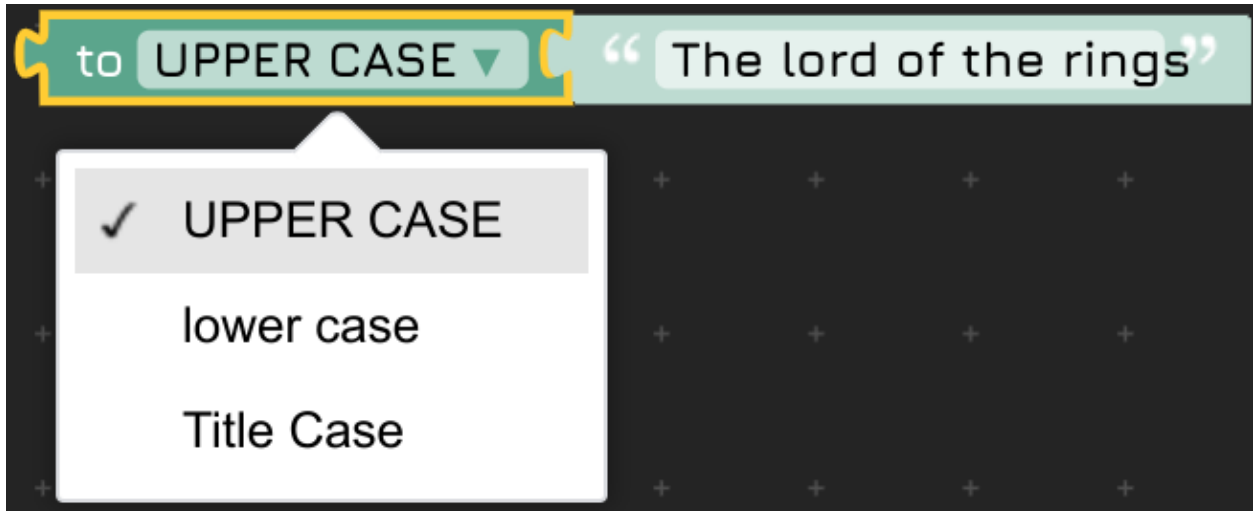 to UPPER CASE ▼ “ The lord of the rings ”
✓ UPPER CASE
lower case
Title Case